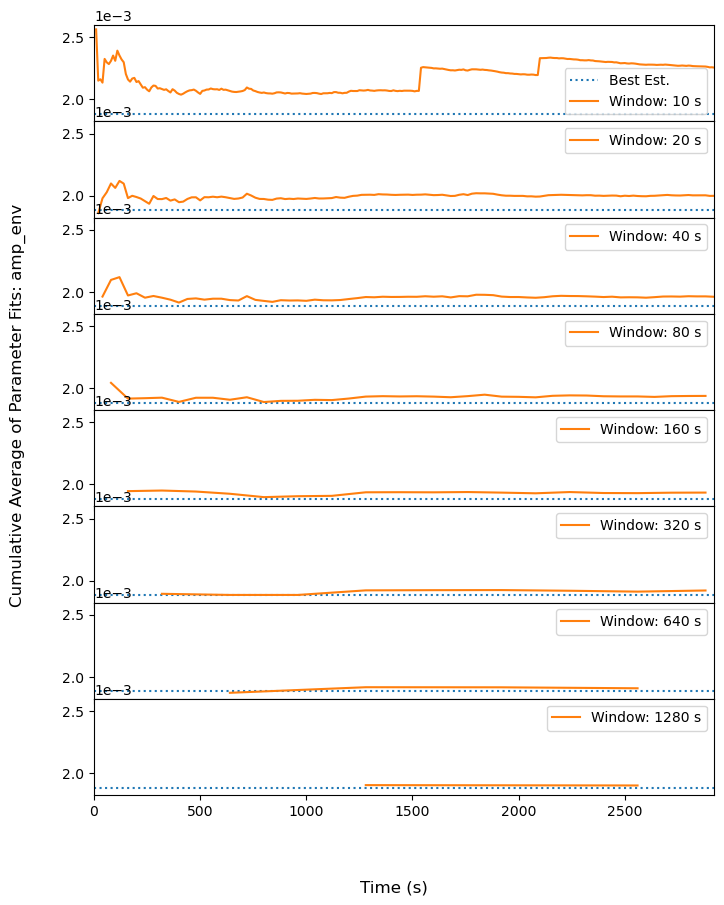 1e−3
2.5
2.0
Best Est.
Window: 10 s
1e−3
2.5
2.0
Window: 20 s
1e−3
2.5
2.0
Window: 40 s
1e−3
2.5
2.0
Window: 80 s
1e−3
2.5
2.0
Window: 160 s
1e−3
2.5
2.0
Window: 320 s
1e−3
2.5
2.0
Window: 640 s
1e−3
2.5
2.0
Window: 1280 s
0
500
1000
1500
2000
2500
Time (s)
Cumulative Average of Parameter Fits: amp_env